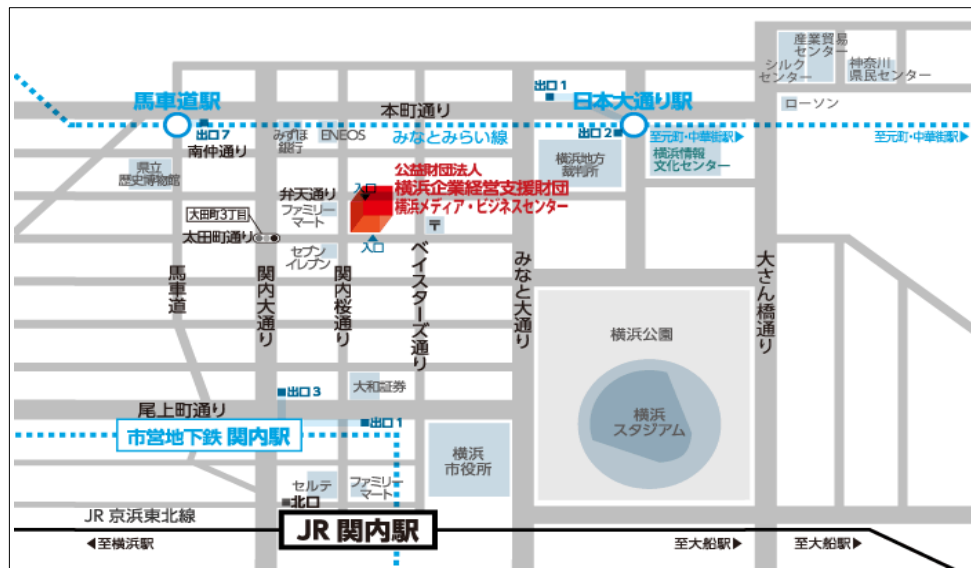 産業貿易
センター
シルク
センター
神奈川
県民センター
出口1
馬車道駅
本町通り
日本大通り駅
ローソン
出口7
みずほ
銀行
ENEOS
みなとみらい線
出口2
至元町・中華街駅▶
至元町・中華街駅▶
南仲通り
県立
歴史博物館
横浜地方
裁判所
横浜情報
文化センター
公益財団法人
横浜企業経営支援財団
横浜メディア・ビジネスセンター
入口
弁天通り
ファミリー
マート
大田町3丁目
太田町通り
〒
入口
セブン
イレブン
馬車道
関内大通り
関内桜通り
ベイスターズ通り
みなと大通り
大さん橋通り
横浜公園
横浜
スタジアム
出口3
大和証券
尾上町通り
出口1
市営地下鉄 関内駅
横浜
市役所
セルテ
ファミリー
マート
北口
JR 京浜東北線
JR 関内駅
◀至横浜駅
至大船駅▶
至大船駅▶